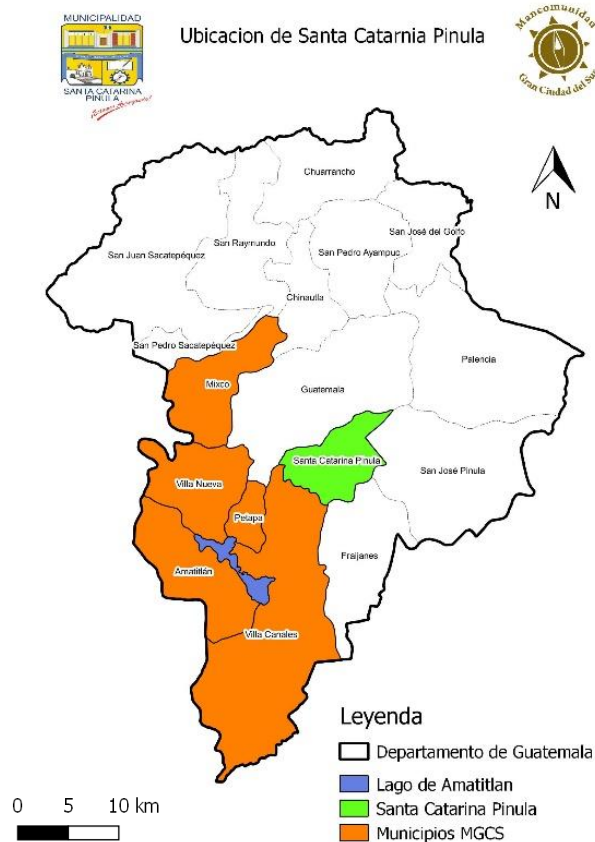 MUNICIPALIDAD
SANTA CATARINA
PINULA
Ubicacion de Santa Catarnia Pinula
Mancomunidad
Gran Ciudad del Sur
N
Chuarrancho
San José del Golfo
San Raymundo
San Pedro Ayampuc
San Juan Sacatepéquez
Chinautla
San Pedro Sacatepéquez
Palencia
Mixco
Guatemala
Santa Catarina Pinula
San José Pinula
Villa Nueva
Petapa
Fraijanes
Amatitlán
Villa Canales
Leyenda
Departamento de Guatemala
Lago de Amatitlan
Santa Catarina Pinula
Municipios MGCS
0 5 10 km